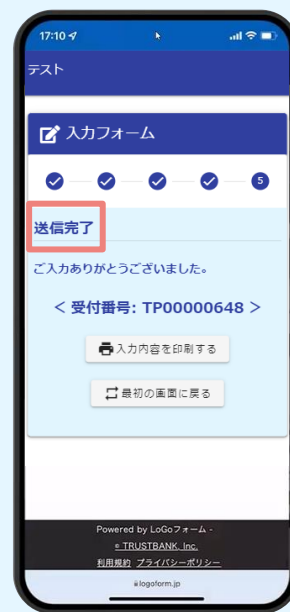 17:10
テスト
入力フォーム
5
送信完了
ご入力ありがとうございました。
< 受付番号: TP00000648 >
入力内容を印刷する
最初の画面に戻る
Powered by LoGoフォーム -
© TRUSTBANK, Inc.
利用規約 プライバシーポリシー
logoform.jp